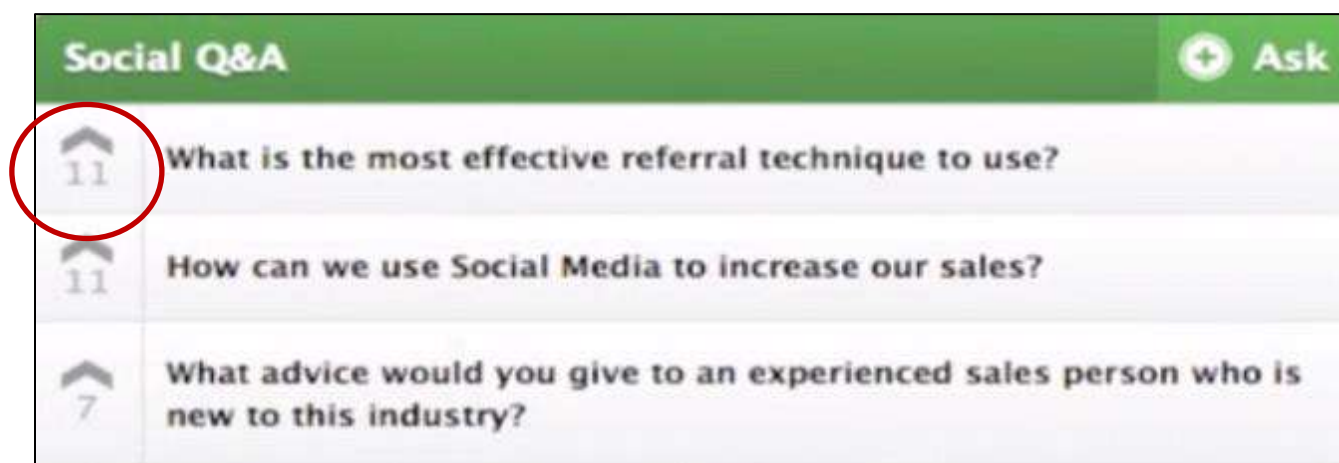 Social Q&A
Ask
11
What is the most effective referral technique to use?
11
How can we use Social Media to increase our sales?
7
What advice would you give to an experienced sales person who is
new to this industry?